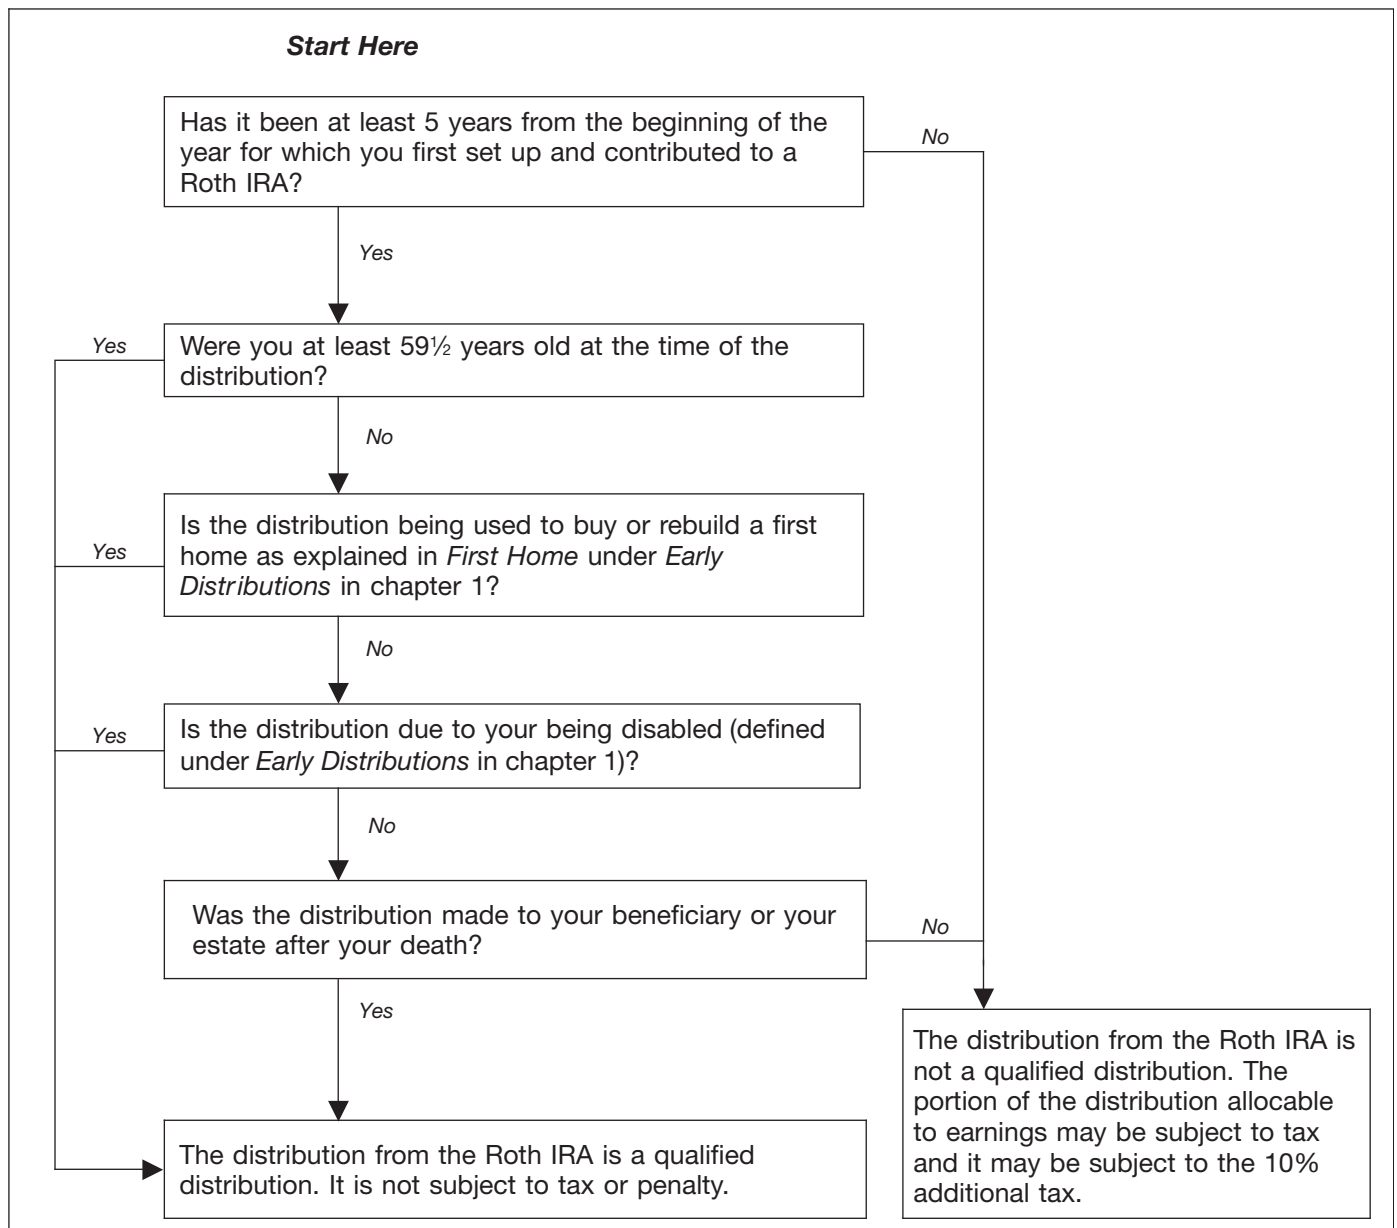 Start Here
Has it been at least 5 years from the beginning of the
year for which you first set up and contributed to a
Roth IRA?
No
Yes
Yes
Were you at least 59½ years old at the time of the
distribution?
No
Yes
Is the distribution being used to buy or rebuild a first
home as explained in First Home under Early
Distributions in chapter 1?
No
Yes
Is the distribution due to your being disabled (defined
under Early Distributions in chapter 1)?
No
Was the distribution made to your beneficiary or your
estate after your death?
No
Yes
The distribution from the Roth IRA is a qualified
distribution. It is not subject to tax or penalty.
The distribution from the Roth IRA is
not a qualified distribution. The
portion of the distribution allocable
to earnings may be subject to tax
and it may be subject to the 10%
additional tax.